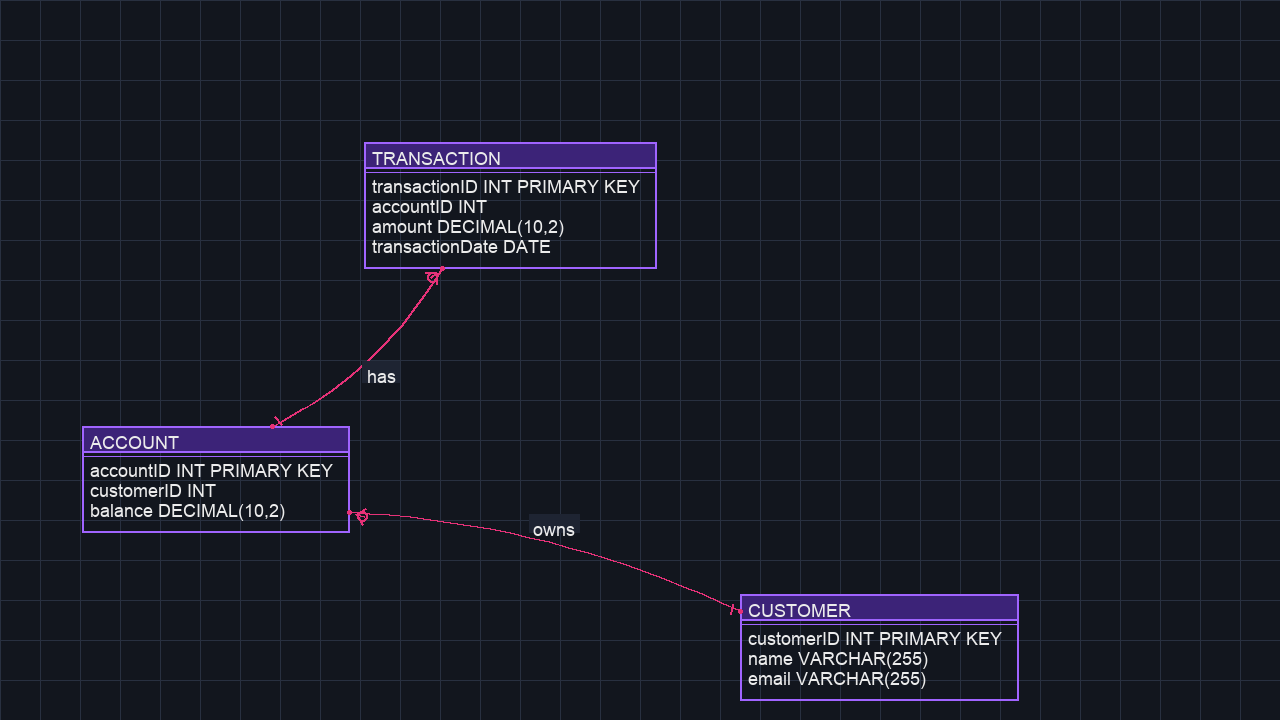 TRANSACTION
transactionID INT PRIMARY KEY
accountID INT
amount DECIMAL(10,2)
transactionDate DATE
has
ACCOUNT
accountID INT PRIMARY KEY
customerID INT
balance DECIMAL(10,2)
owns
CUSTOMER
customerID INT PRIMARY KEY
name VARCHAR(255)
email VARCHAR(255)